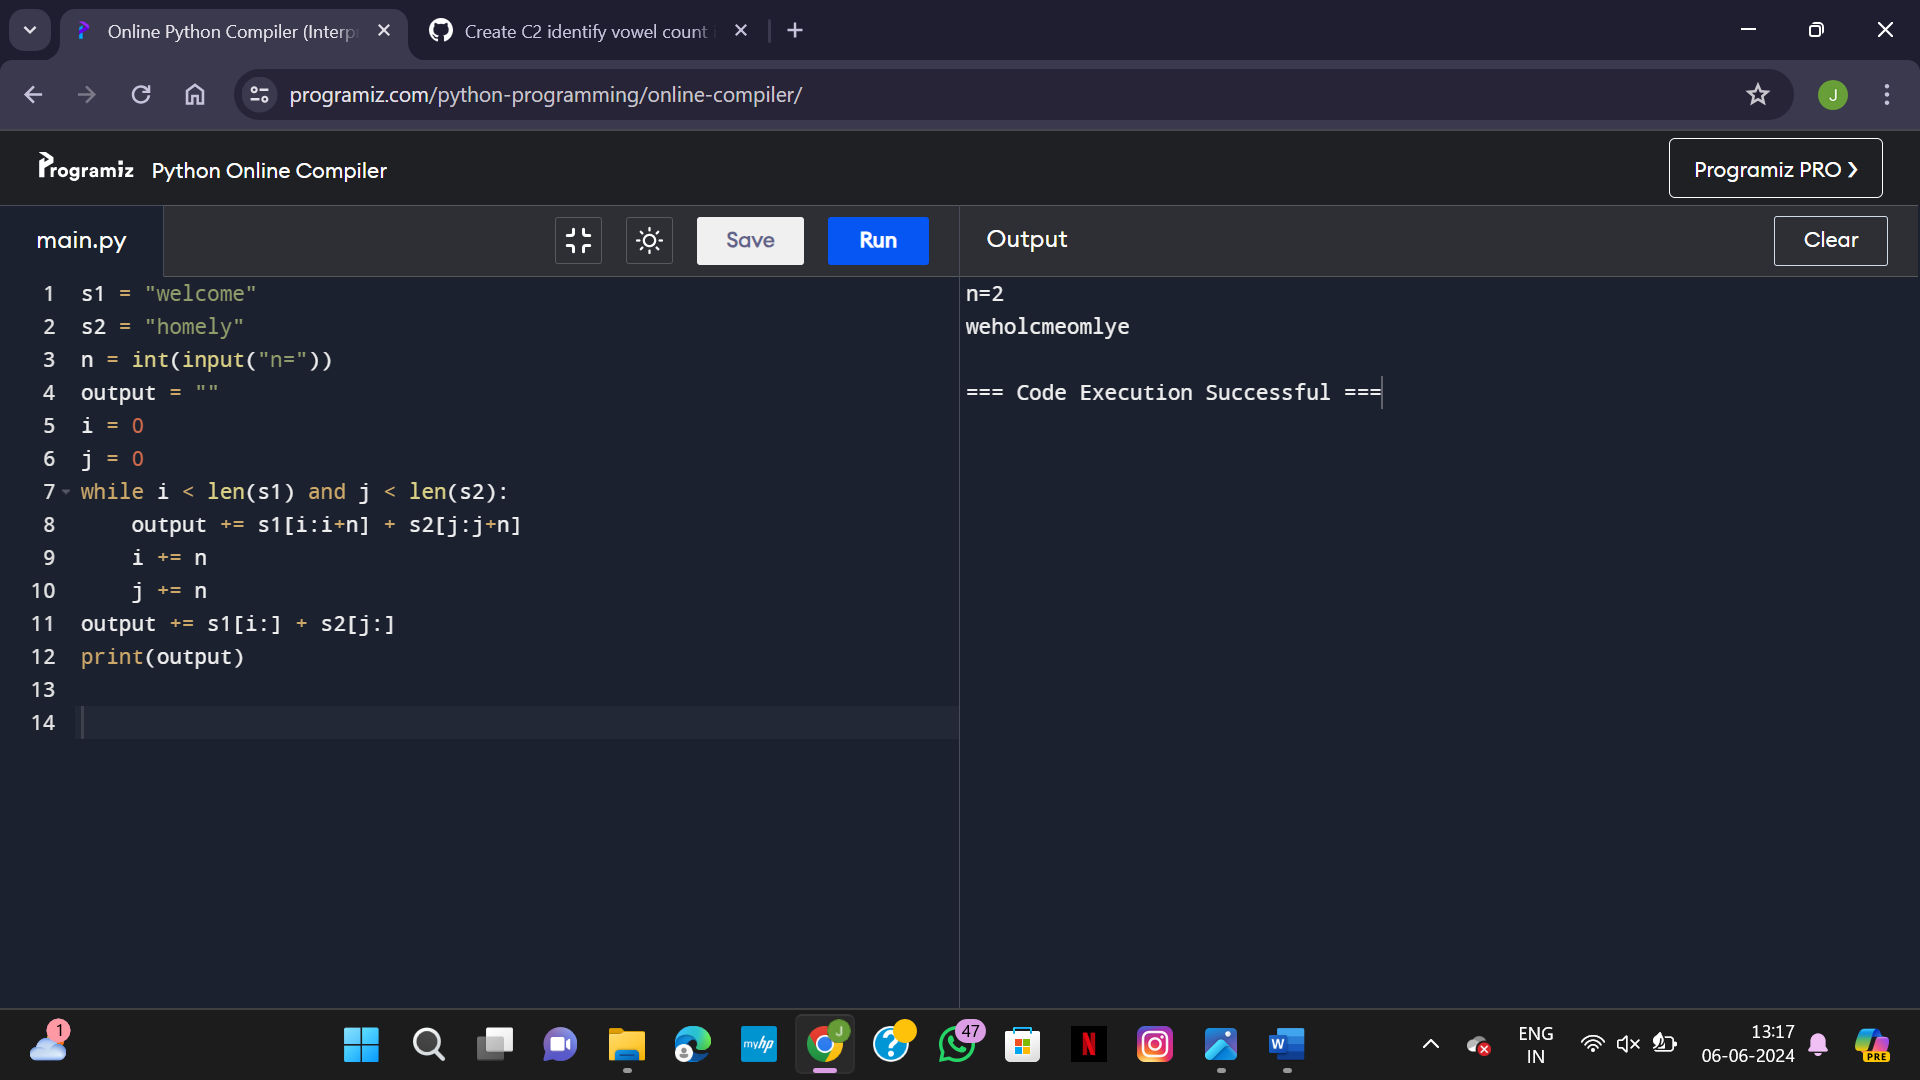 Online Python Compiler (Interp
Create C2 identify vowel count i
programiz.com/python-programming/online-compiler/
J
Programiz Python Online Compiler
Programiz PRO ❯
main.py
Save
Run
Output
Clear
1 s1 = "welcome"
2 s2 = "homely"
3 n = int(input("n="))
4 output = ""
5 i = 0
6 j = 0
7 while i < len(s1) and j < len(s2):
8     output += s1[i:i+n] + s2[j:j+n]
9     i += n
10     j += n
11 output += s1[i:] + s2[j:]
12 print(output)
13
14
n=2
weholcmeomlye
=== Code Execution Successful ===
1
myhp
J
?
47
N
W
ENG
IN
13:17
06-06-2024
PRE